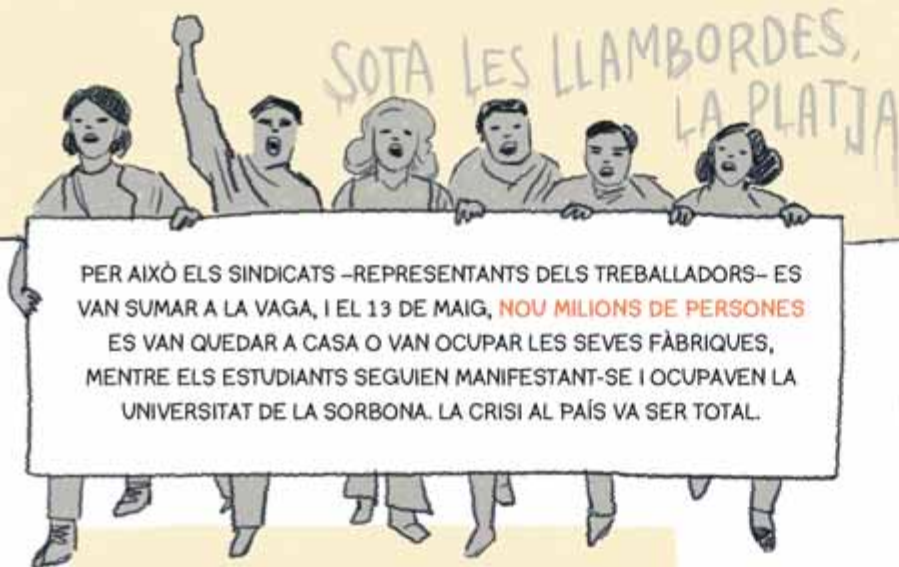 SOTA LES LLAMBORDES,
LA PLATJA
PER AIXÒ ELS SINDICATS –REPRESENTANTS DELS TREBALLADORS– ES
VAN SUMAR A LA VAGA, I EL 13 DE MAIG, NOU MILIONS DE PERSONES
ES VAN QUEDAR A CASA O VAN OCUPAR LES SEVES FÀBRIQUES,
MENTRE ELS ESTUDIANTS SEGUIEN MANIFESTANT-SE I OCUPAVEN LA
UNIVERSITAT DE LA SORBONA. LA CRISI AL PAÍS VA SER TOTAL.